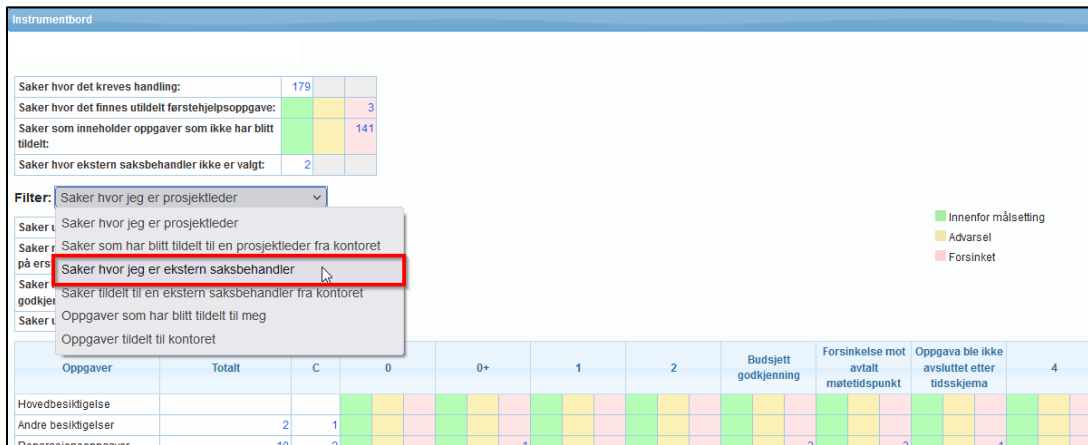 Instrumentbord
Saker hvor det kreves handling: 179
Saker hvor det finnes utildelt førstehjelpsoppgave: 3
Saker som inneholder oppgaver som ikke har blitt 141
tildelt:
Saker hvor ekstern saksbehandler ikke er valgt: 2
Filter: Saker hvor jeg er prosjektleder
Saker hvor jeg er prosjektleder
Saker som har blitt tildelt til en prosjektleder fra kontoret
Saker hvor jeg er ekstern saksbehandler
Saker tildelt til en ekstern saksbehandler fra kontoret
Oppgaver som har blitt tildelt til meg
Oppgaver tildelt til kontoret
Saker
Saker
på
Saker
Saker
Innenfor målsetting
Advarsel
Forsinket
Oppgaver Totalt C 0 0+ 1 2 Budsjett godkjenning Forsinkelse mot avtalt møtetidspunkt Oppgava ble ikke avsluttet etter tidsskjema 4
Hovedbesiktigelse
Andre besiktigelser 2 1